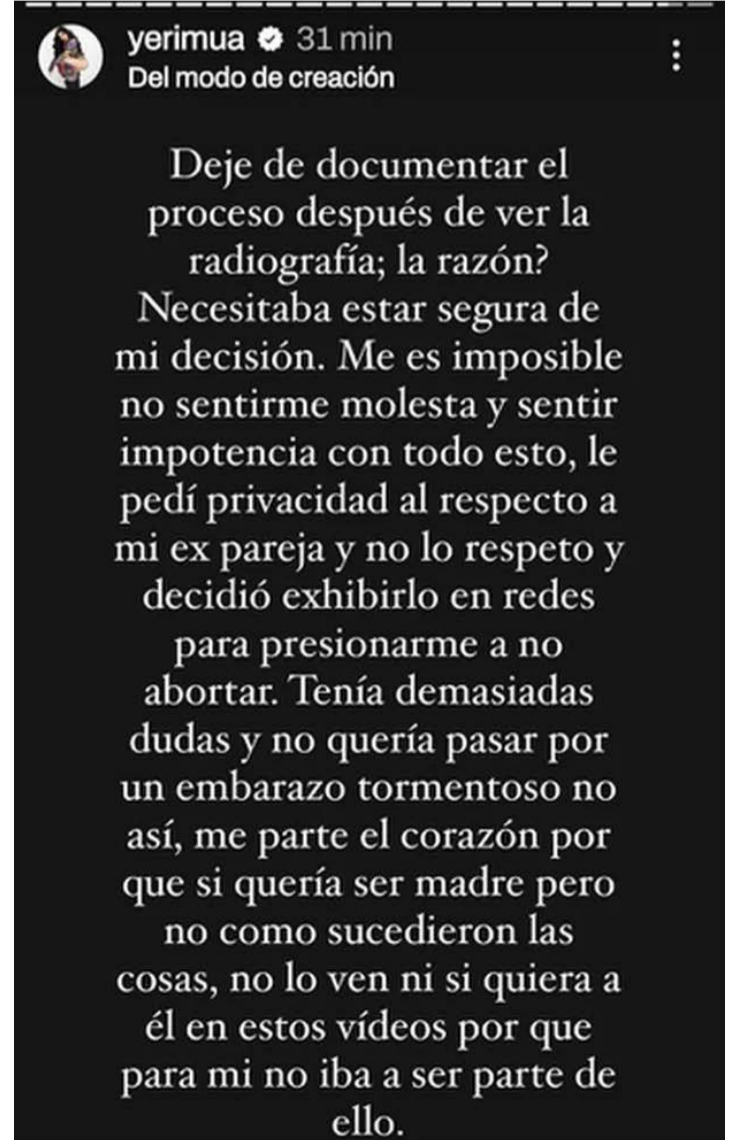 yerimua 31 min
Del modo de creación
Deje de documentar el
proceso después de ver la
radiografía; la razón?
Necesitaba estar segura de
mi decisión. Me es imposible
no sentirme molesta y sentir
impotencia con todo esto, le
pedí privacidad al respecto a
mi ex pareja y no lo respeto y
decidió exhibirlo en redes
para presionarme a no
abortar. Tenía demasiadas
dudas y no quería pasar por
un embarazo tormentoso no
así, me parte el corazón por
que si quería ser madre pero
no como sucedieron las
cosas, no lo ven ni si quiera a
él en estos vídeos por que
para mi no iba a ser parte de
ello.